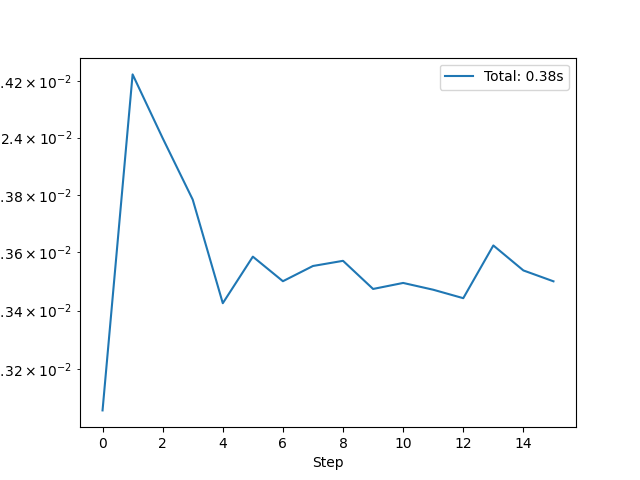 Total: 0.38s
.42 × 10⁻²
2.4 × 10⁻²
.38 × 10⁻²
.36 × 10⁻²
.34 × 10⁻²
.32 × 10⁻²
0 2 4 6 8 10 12 14
Step